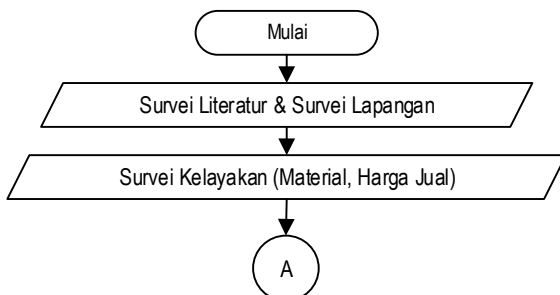 Mulai
Survei Literatur & Survei Lapangan
Survei Kelayakan (Material, Harga Jual)
A